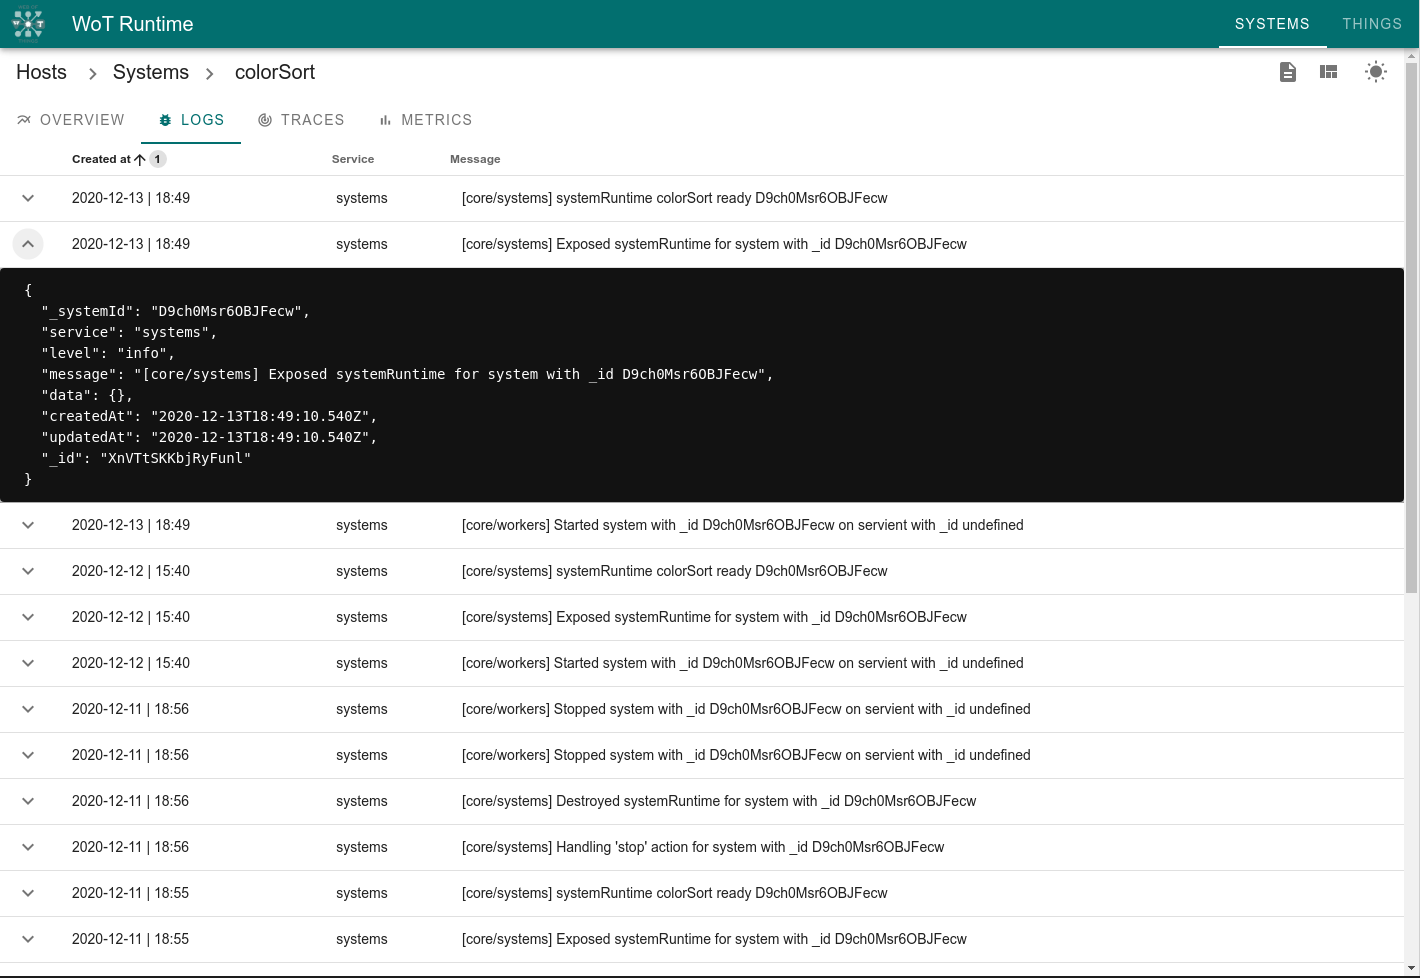 WoT Runtime
SYSTEMS
THINGS
Hosts
Systems
colorSort
OVERVIEW
LOGS
TRACES
METRICS
Created at 1 Service Message
2020-12-13 | 18:49 systems [core/systems] systemRuntime colorSort ready D9ch0Msr6OBJFecw
2020-12-13 | 18:49 systems [core/systems] Exposed systemRuntime for system with _id D9ch0Msr6OBJFecw
{
"_systemId": "D9ch0Msr6OBJFecw",
"service": "systems",
"level": "info",
"message": "[core/systems] Exposed systemRuntime for system with _id D9ch0Msr6OBJFecw",
"data": {},
"createdAt": "2020-12-13T18:49:10.540Z",
"updatedAt": "2020-12-13T18:49:10.540Z",
"_id": "XnVTtSKKbjRyFunl"
}
2020-12-13 | 18:49 systems [core/workers] Started system with _id D9ch0Msr6OBJFecw on servient with _id undefined
2020-12-12 | 15:40 systems [core/systems] systemRuntime colorSort ready D9ch0Msr6OBJFecw
2020-12-12 | 15:40 systems [core/systems] Exposed systemRuntime for system with _id D9ch0Msr6OBJFecw
2020-12-12 | 15:40 systems [core/workers] Started system with _id D9ch0Msr6OBJFecw on servient with _id undefined
2020-12-11 | 18:56 systems [core/workers] Stopped system with _id D9ch0Msr6OBJFecw on servient with _id undefined
2020-12-11 | 18:56 systems [core/workers] Stopped system with _id D9ch0Msr6OBJFecw on servient with _id undefined
2020-12-11 | 18:56 systems [core/systems] Destroyed systemRuntime for system with _id D9ch0Msr6OBJFecw
2020-12-11 | 18:56 systems [core/systems] Handling 'stop' action for system with _id D9ch0Msr6OBJFecw
2020-12-11 | 18:55 systems [core/systems] systemRuntime colorSort ready D9ch0Msr6OBJFecw
2020-12-11 | 18:55 systems [core/systems] Exposed systemRuntime for system with _id D9ch0Msr6OBJFecw